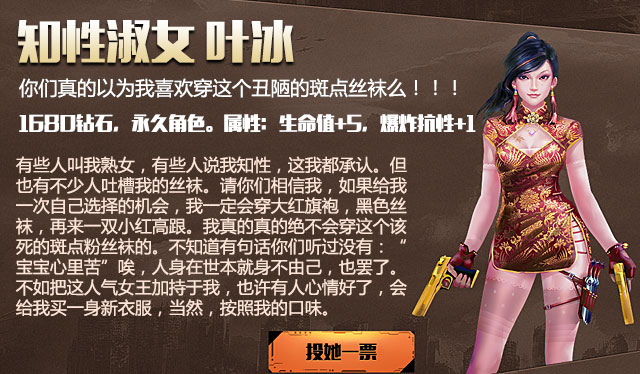 知性淑女 叶冰
你们真的以为我喜欢穿这个丑陋的斑点丝袜么！！！
1680钻石，永久角色。属性：生命值+5，爆炸抗性+1
有些人叫我熟女，有些人说我知性，这我都承认。但
也有不少人吐槽我的丝袜。请你们相信我，如果给我
一次自己选择的机会，我一定会穿大红旗袍，黑色丝
袜，再来一双小红高跟。我真的真的绝不会穿这个该
死的斑点粉丝袜的。不知道有句话你们听过没有：“
宝宝心里苦”唉，人身在世本就身不由己，也罢了。
不如把这人气女王加持于我，也许有人心情好了，会
给我买一身新衣服，当然，按照我的口味。
投她一票